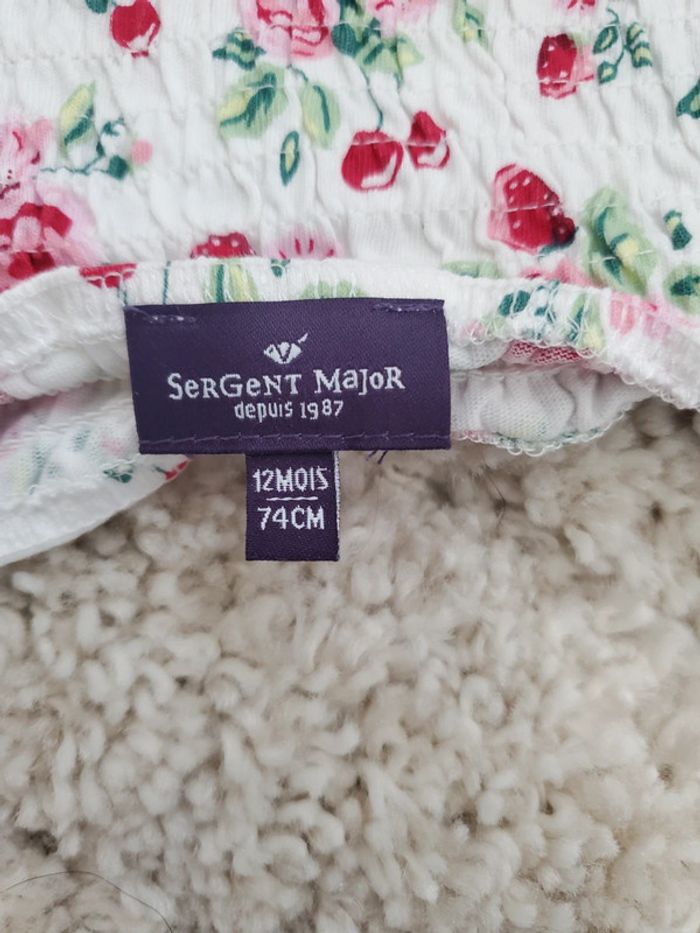 SerGent Major
depuis 1987
12MOIS
74CM